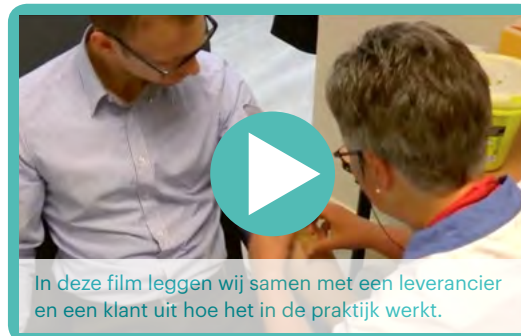 In deze film leggen wij samen met een leverancier
en een klant uit hoe het in de praktijk werkt.